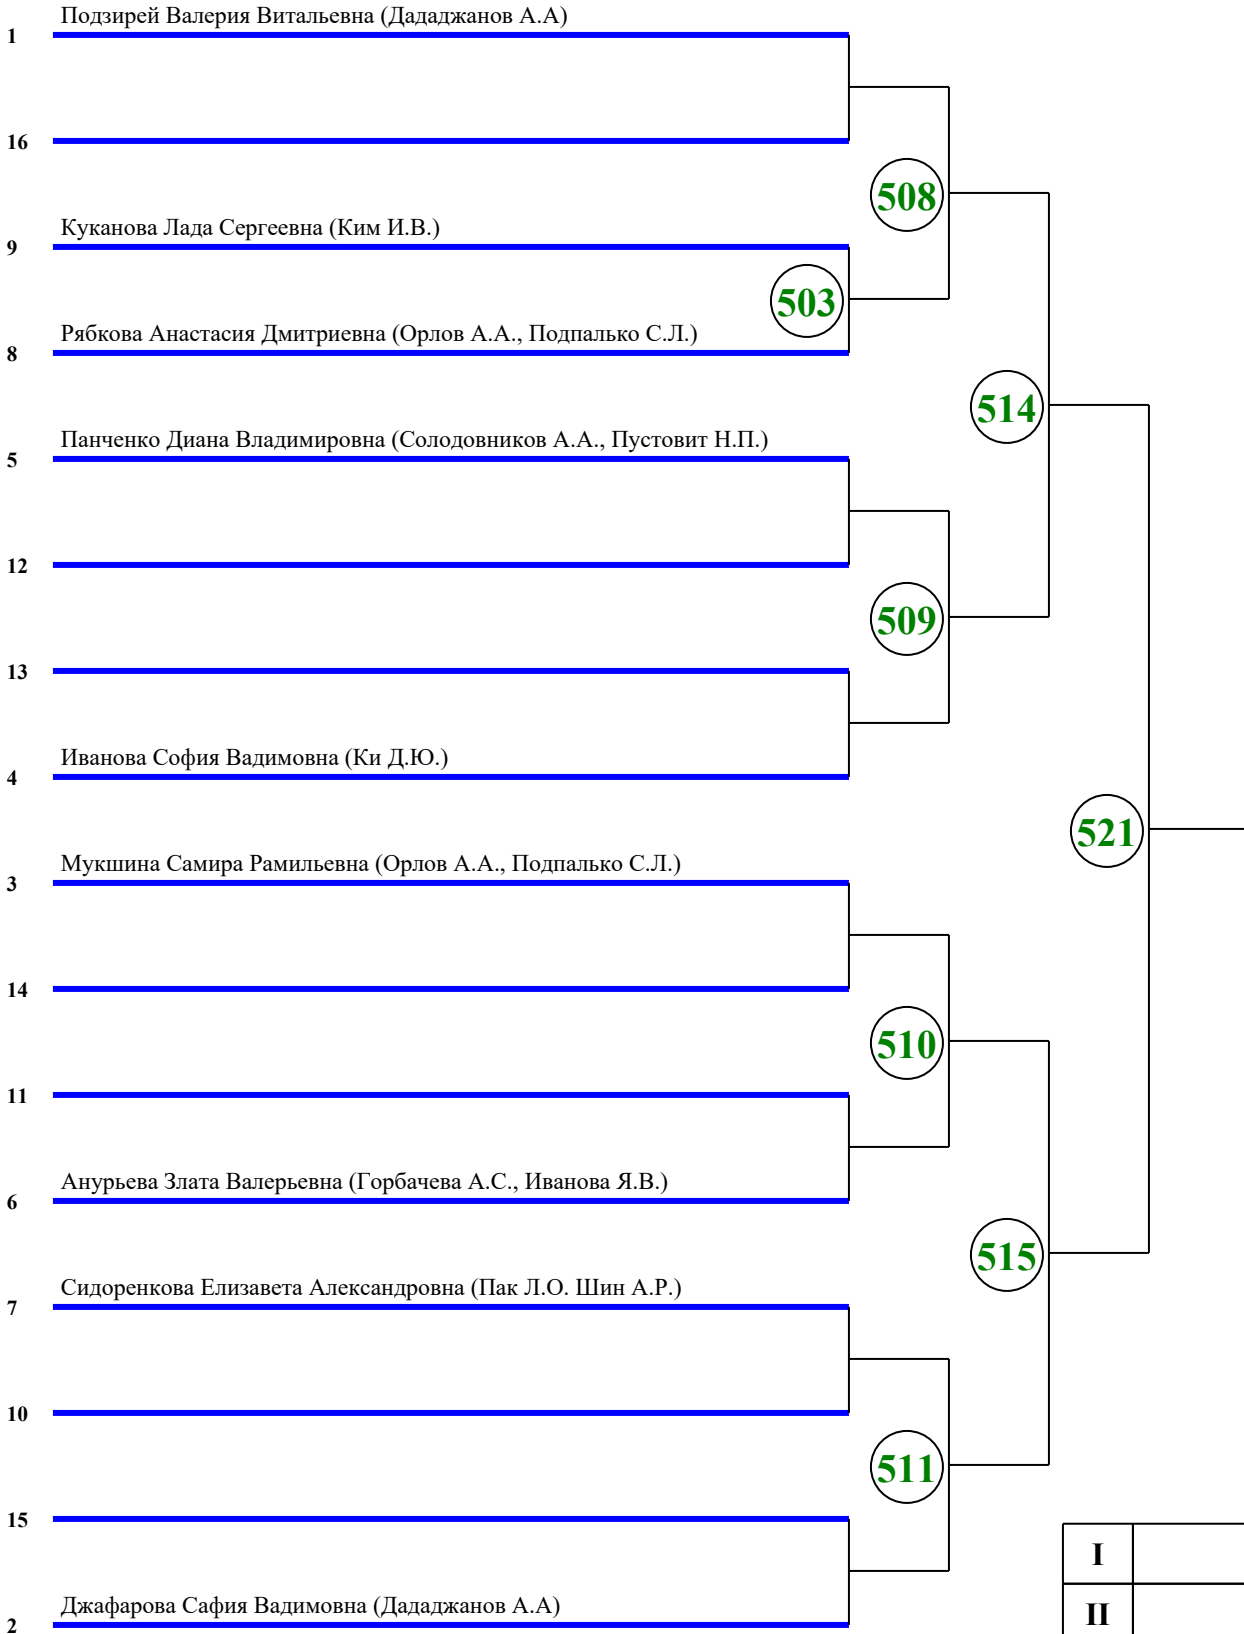 Подзирей Валерия Витальевна (Дададжанов А.А)
1
16
508
Куканова Лада Сергеевна (Ким И.В.)
9
503
Рябкова Анастасия Дмитриевна (Орлов А.А., Подпалько С.Л.)
8
514
Панченко Диана Владимировна (Солодовников А.А., Пустовит Н.П.)
5
12
509
13
Иванова София Вадимовна (Ки Д.Ю.)
4
521
Мукшина Самира Рамильевна (Орлов А.А., Подпалько С.Л.)
3
14
510
11
Анурьева Злата Валерьевна (Горбачева А.С., Иванова Я.В.)
6
515
Сидоренкова Елизавета Александровна (Пак Л.О. Шин А.Р.)
7
10
511
15
I
Джафарова Сафия Вадимовна (Дададжанов А.А)
2
II